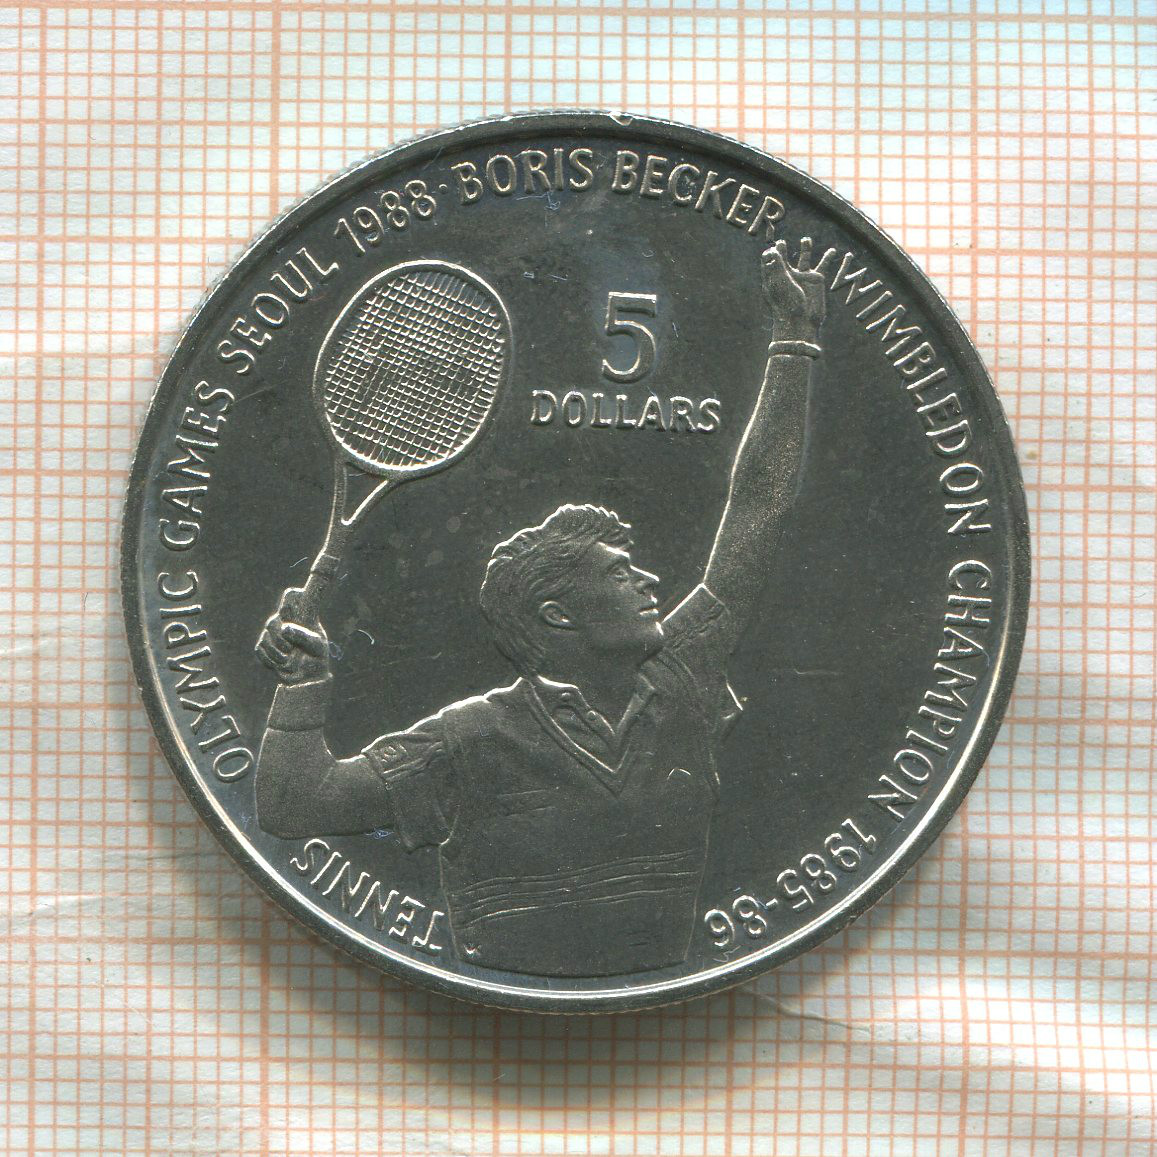 TENNIS
OLYMPIC GAMES SEOUL 1988 · BORIS BECKER WIMBLEDON CHAMPION 1985-86
5
DOLLARS